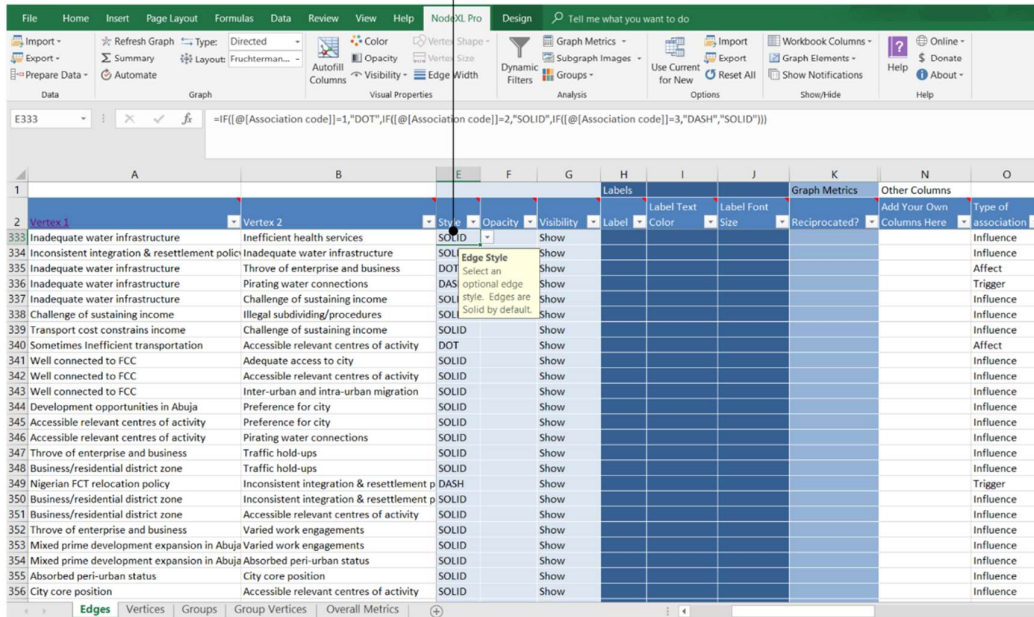 File Home Insert Page Layout Formulas Data Review View Help NodeXL Pro Design Tell me what you want to do
Import Refresh Graph Type: Directed Color Vertex Shape Graph Metrics Import Workbook Columns Online
Export Summary Layout: Fruchterman... Opacity Vertex Size Subgraph Images Export Graph Elements $ Donate
Prepare Data Automate Autofill Columns Visibility Edge Width Dynamic Filters Groups Use Current for New Reset All Show Notifications Help About
Data Graph Visual Properties Analysis Options Show/Hide Help
E333 fx =IF([@[Association code]]=1,"DOT",IF([@[Association code]]=2,"SOLID",IF([@[Association code]]=3,"DASH","SOLID")))
A B E F G H I J K N O
1 Labels Graph Metrics Other Columns
2 Vertex 1 Vertex 2 Style Opacity Visibility Label Label Text Color Label Font Size Reciprocated? Add Your Own Columns Here Type of association
333 Inadequate water infrastructure Inefficient health services SOLID Show Influence
334 Inconsistent integration & resettlement policy Inadequate water infrastructure SOLI Show Influence
335 Inadequate water infrastructure Throve of enterprise and business DOT Show Affect
336 Inadequate water infrastructure Pirating water connections DAS Show Trigger
337 Inadequate water infrastructure Challenge of sustaining income SOLI Show Influence
338 Challenge of sustaining income Illegal subdividing/procedures SOLI Show Influence
Edge Style
Select an
optional edge
style. Edges are
Solid by default.
339 Transport cost constrains income Challenge of sustaining income SOLID Show Influence
340 Sometimes Inefficient transportation Accessible relevant centres of activity DOT Show Affect
341 Well connected to FCC Adequate access to city SOLID Show Influence
342 Well connected to FCC Accessible relevant centres of activity SOLID Show Influence
343 Well connected to FCC Inter-urban and intra-urban migration SOLID Show Influence
344 Development opportunities in Abuja Preference for city SOLID Show Influence
345 Accessible relevant centres of activity Preference for city SOLID Show Influence
346 Accessible relevant centres of activity Pirating water connections SOLID Show Influence
347 Throve of enterprise and business Traffic hold-ups SOLID Show Influence
348 Business/residential district zone Traffic hold-ups SOLID Show Influence
349 Nigerian FCT relocation policy Inconsistent integration & resettlement p DASH Show Trigger
350 Business/residential district zone Inconsistent integration & resettlement p SOLID Show Influence
351 Business/residential district zone Accessible relevant centres of activity SOLID Show Influence
352 Throve of enterprise and business Varied work engagements SOLID Show Influence
353 Mixed prime development expansion in Abuja Varied work engagements SOLID Show Influence
354 Mixed prime development expansion in Abuja Absorbed peri-urban status SOLID Show Influence
355 Absorbed peri-urban status City core position SOLID Show Influence
356 City core position Accessible relevant centres of activity SOLID Show Influence
Edges Vertices Groups Group Vertices Overall Metrics